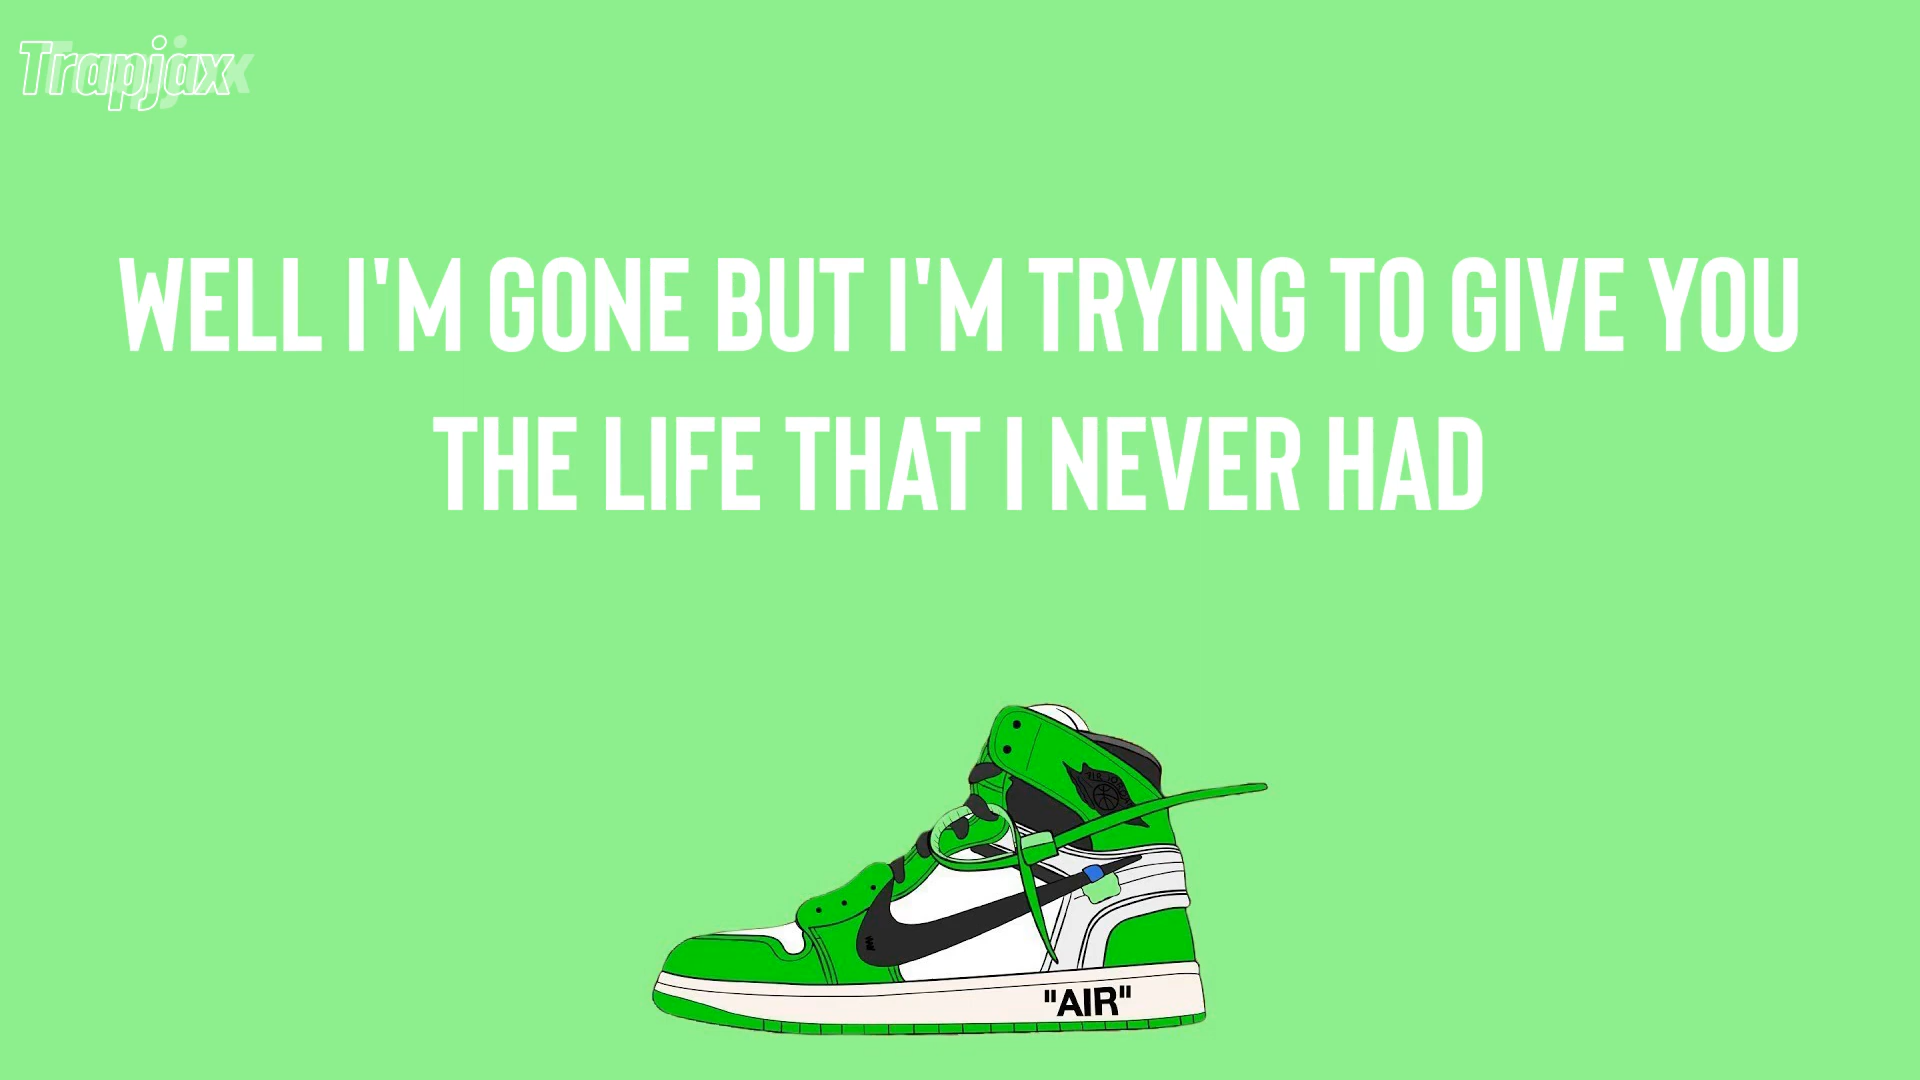 Trapjax
WELL I'M GONE BUT I'M TRYING TO GIVE YOU
THE LIFE THAT I NEVER HAD
"AIR"